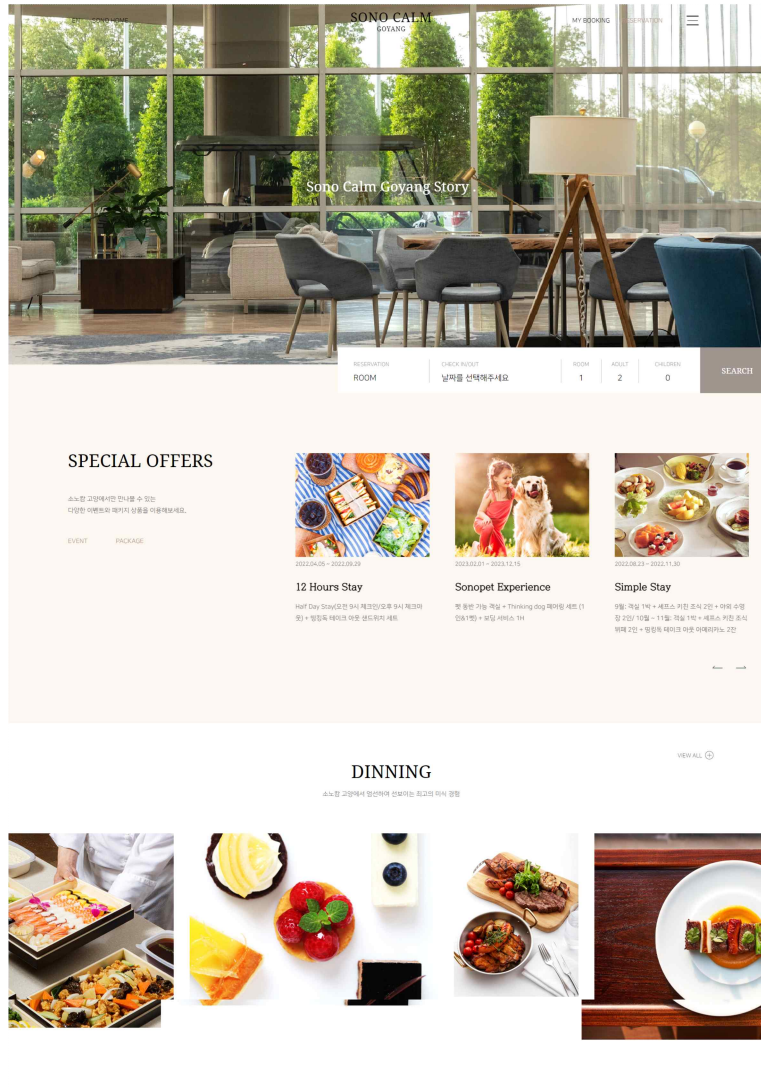 SONO HOME
SONO CALM
GOYANG
MY BOOKING
RESERVATION
Sono Calm Goyang Story .
RESERVATION
CHECK IN/OUT
ROOM
ADULT
CHILDREN
ROOM
날짜를 선택해주세요
1
2
0
SEARCH
SPECIAL OFFERS
소노캄 고양에서만 만나볼 수 있는
다양한 이벤트와 패키지 상품을 이용해보세요.
EVENT
PACKAGE
2022.04.05 ~ 2022.09.29
12 Hours Stay
Half Day Stay(오전 9시 체크인/오후 9시 체크아
웃) + 띵킹독 테이크 아웃 샌드위치 세트
2023.02.01 ~ 2023.12.15
Sonopet Experience
펫 동반 가능 객실 + Thinking dog 페어링 세트 (1
인&1펫) + 보딩 서비스 1H
2022.08.23 ~ 2022.11.30
Simple Stay
9월: 객실 1박 + 셰프스 키친 조식 2인 + 야외 수영
장 2인/ 10월 ~ 11월: 객실 1박 + 셰프스 키친 조식
뷔페 2인 + 띵킹독 테이크 아웃 아메리카노 2잔
VIEW ALL
DINNING
소노캄 고양에서 엄선하여 선보이는 최고의 미식 경험